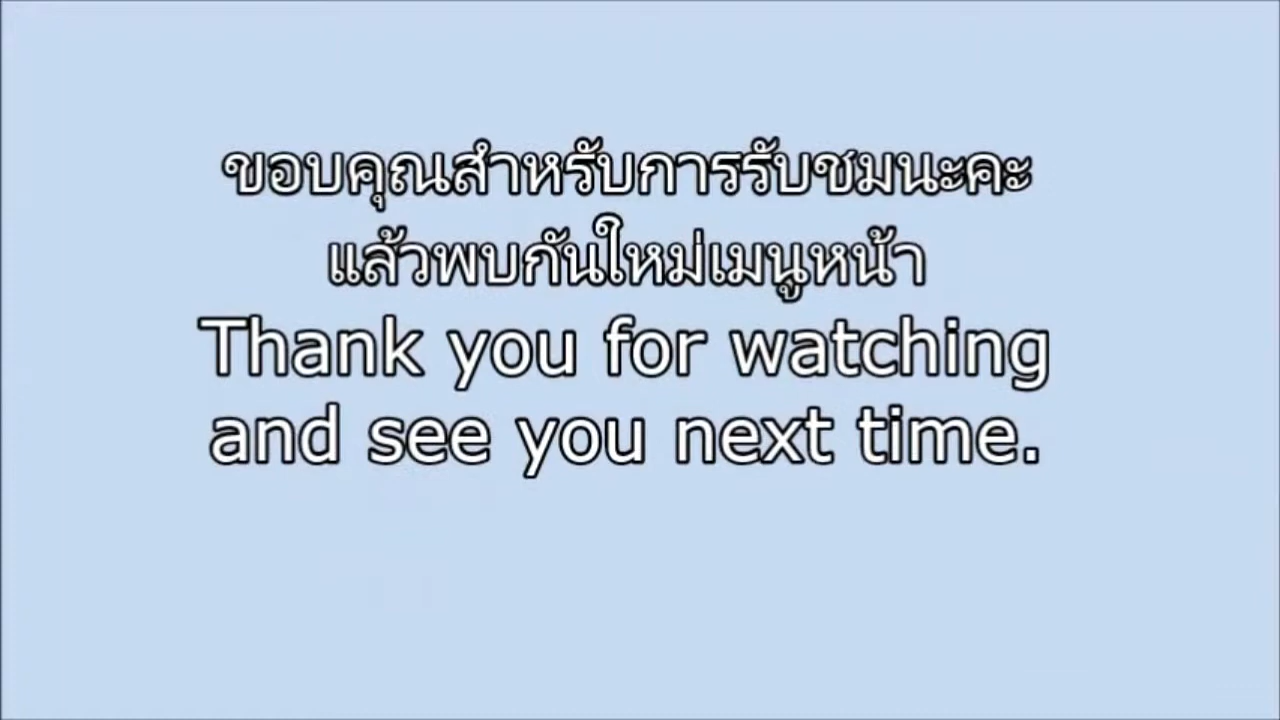 ขอบคุณสำหรับการรับชมนะคะ
แล้วพบกันใหม่เมนูหน้า
Thank you for watching
and see you next time.